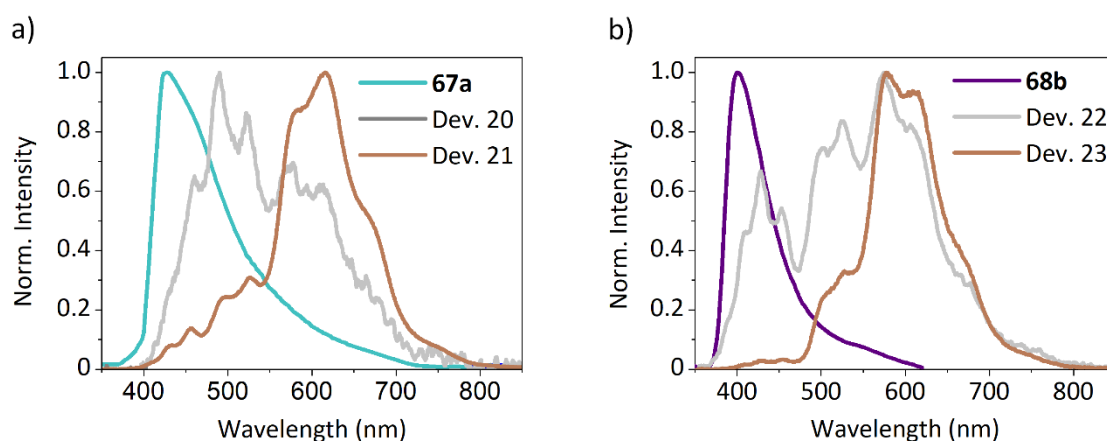 a)
Norm. Intensity
1.0
0.8
0.6
0.4
0.2
0
67a
Dev. 20
Dev. 21
400 500 600 700 800
Wavelength (nm)
b)
Norm. Intensity
1.0
0.8
0.6
0.4
0.2
0
68b
Dev. 22
Dev. 23
400 500 600 700 800
Wavelength (nm)